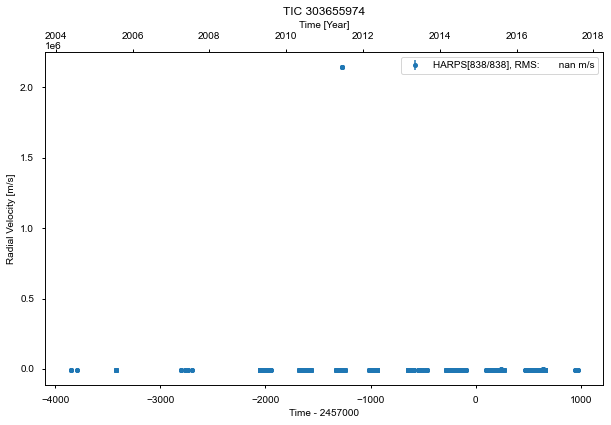 TIC 303655974
Time [Year]
2004 2006 2008 2010 2012 2014 2016 2018
1e6
HARPS[838/838], RMS: nan m/s
2.0
1.5
1.0
0.5
0.0
Radial Velocity [m/s]
−4000 −3000 −2000 −1000 0 1000
Time - 2457000